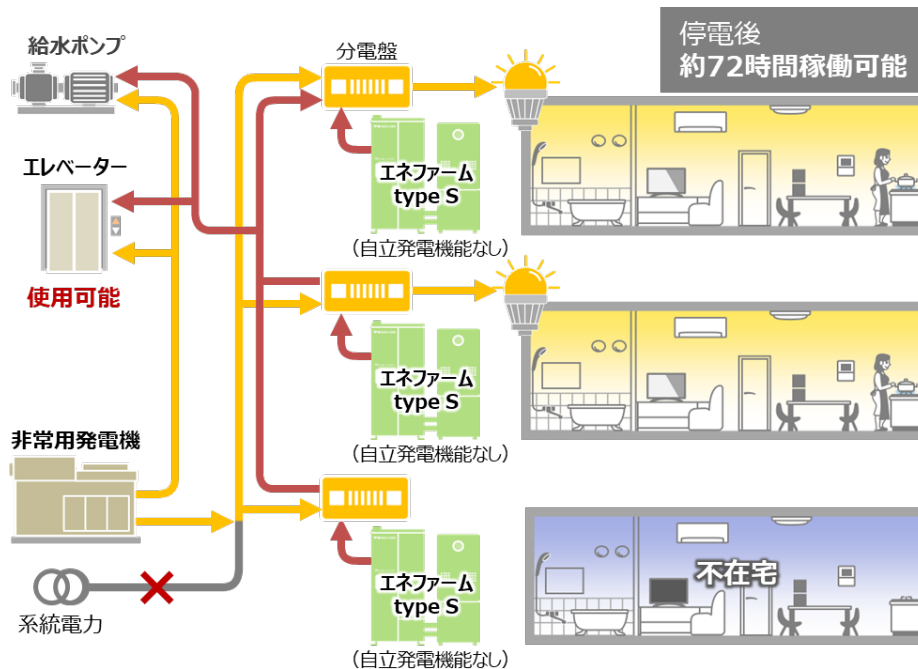 停電後
約72時間稼働可能
給水ポンプ
分電盤
エレベーター
使用可能
エネファーム
type S
（自立発電機能なし）
エネファーム
type S
（自立発電機能なし）
非常用発電機
系統電力
エネファーム
type S
（自立発電機能なし）
不在宅